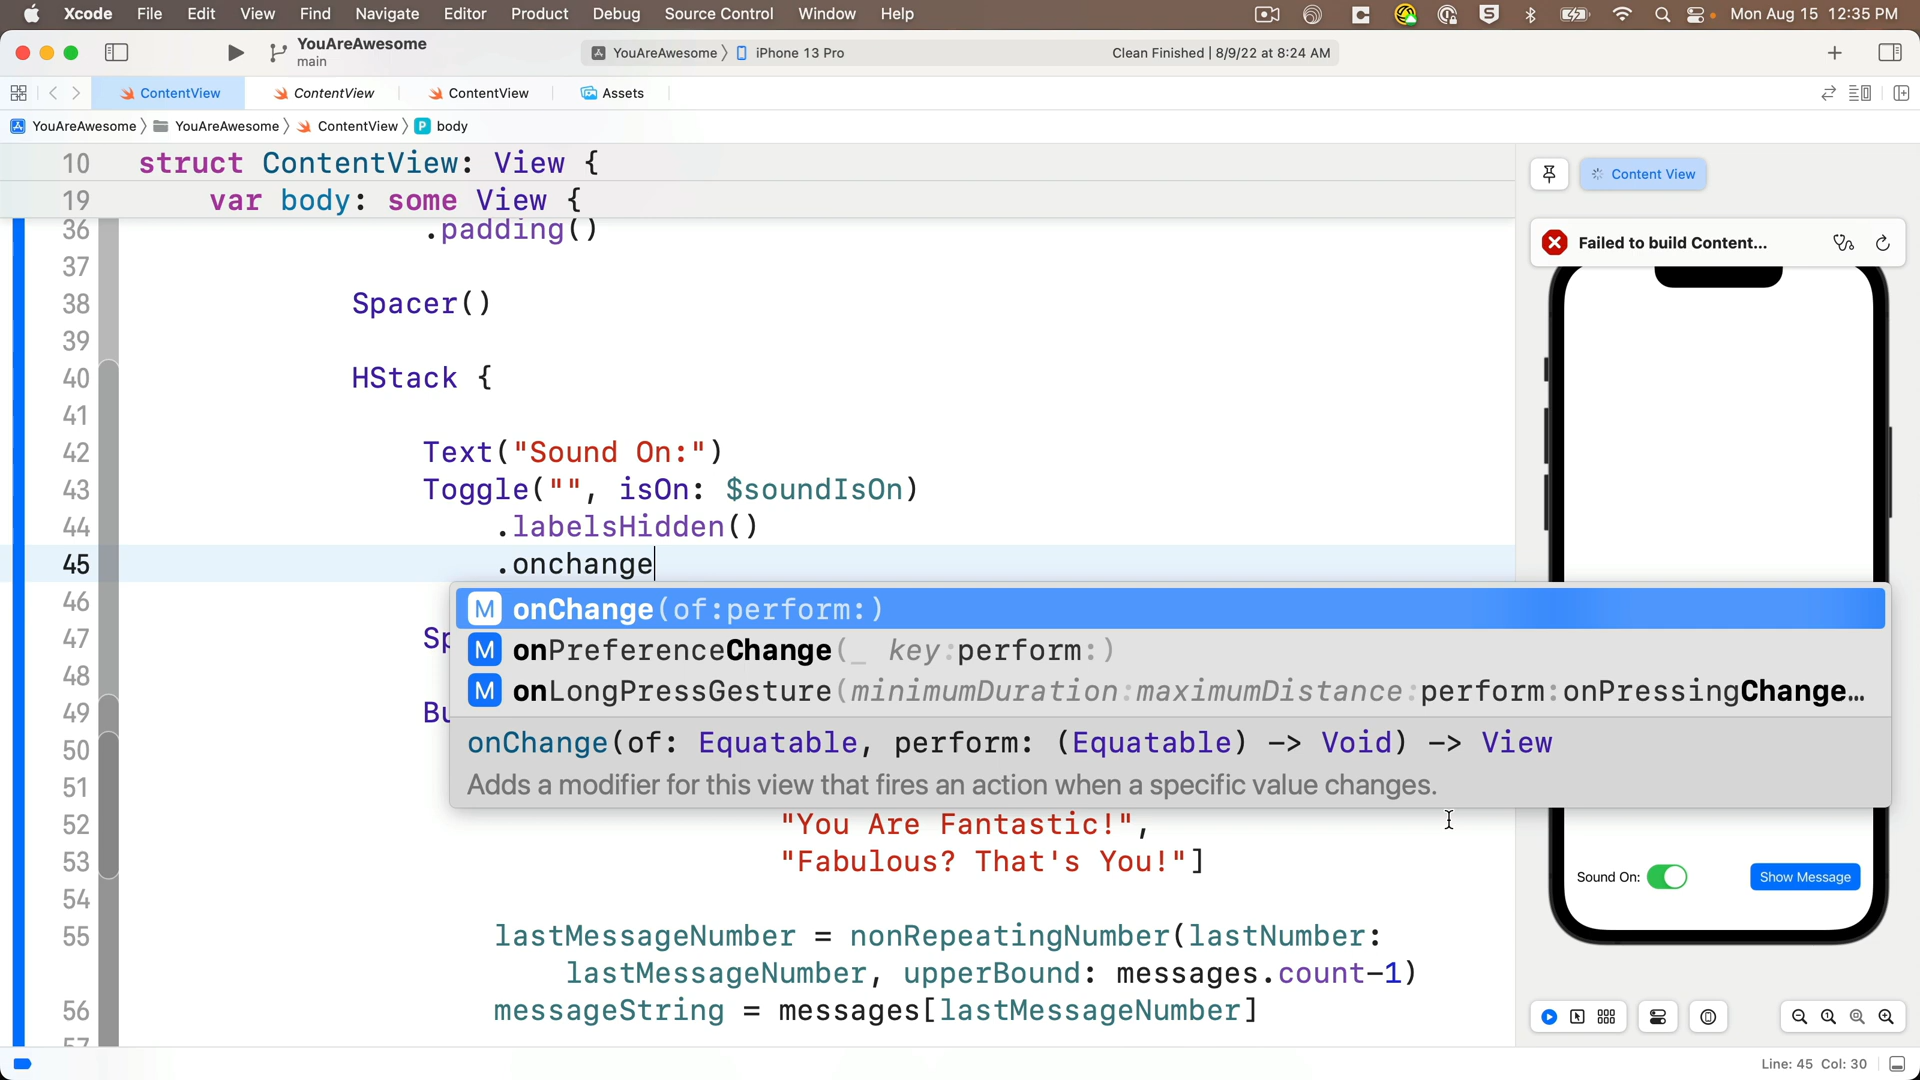 Xcode File Edit View Find Navigate Editor Product Debug Source Control Window Help Mon Aug 15 12:35 PM
YouAreAwesome
main
YouAreAwesome 〉 iPhone 13 Pro Clean Finished | 8/9/22 at 8:24 AM
ContentView ContentView ContentView Assets
YouAreAwesome 〉 YouAreAwesome 〉 ContentView 〉 P body
10 struct ContentView: View {
19 var body: some View {
36 .padding()
37
38 Spacer()
39
40 HStack {
41
42 Text("Sound On:")
43 Toggle("", isOn: $soundIsOn)
44 .labelsHidden()
45 .onchange
46
M onChange(of:perform:)
47 Sp
M onPreferenceChange(_ key:perform:)
48
M onLongPressGesture(minimumDuration:maximumDistance:perform:onPressingChange…
49 Bu
50
onChange(of: Equatable, perform: (Equatable) -> Void) -> View
51
Adds a modifier for this view that fires an action when a specific value changes.
52 "You Are Fantastic!",
53 "Fabulous? That's You!"]
54
55 lastMessageNumber = nonRepeatingNumber(lastNumber:
lastMessageNumber, upperBound: messages.count-1)
56 messageString = messages[lastMessageNumber]
57
Content View
Failed to build Content...
Sound On: Show Message
Line: 45 Col: 30